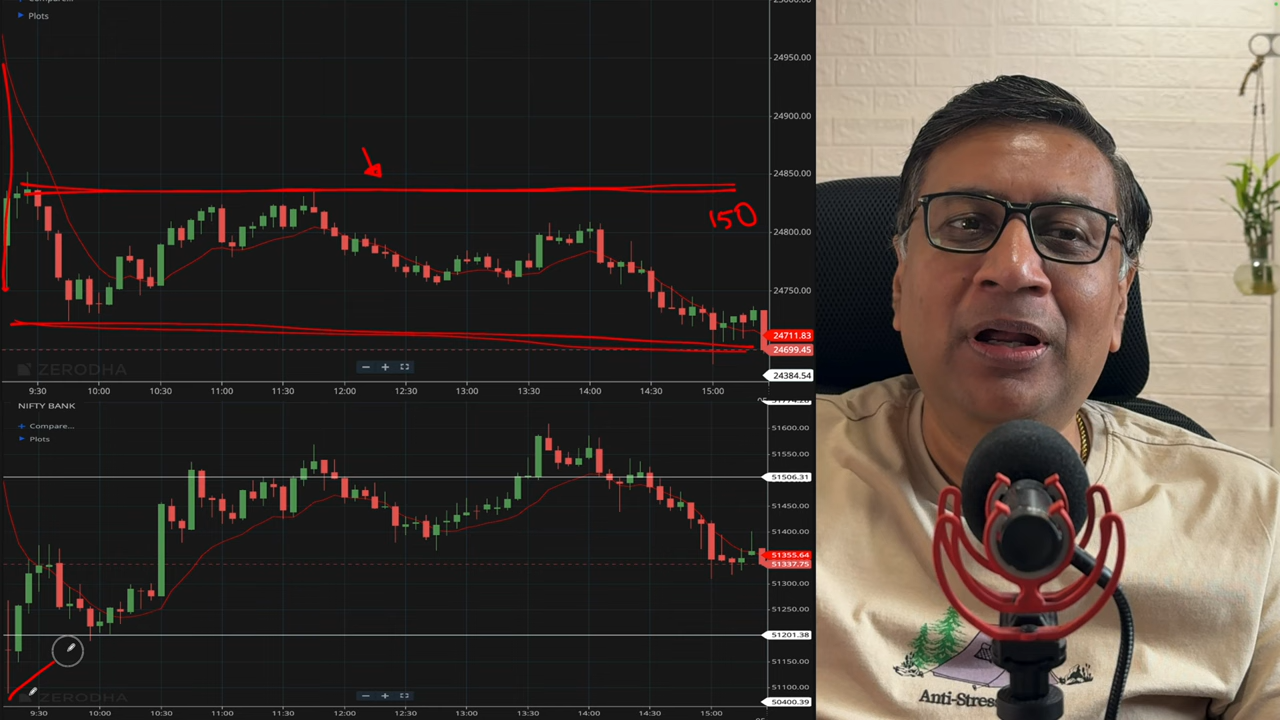 Plots
24950.00
24900.00
24850.00
150
24800.00
24750.00
24711.83
24699.45
24384.54
ZERODHA
9:30 10:00 10:30 11:00 11:30 12:00 12:30 13:00 13:30 14:00 14:30 15:00
NIFTY BANK
Compare...
Plots
51600.00
51550.00
51506.31
51450.00
51400.00
51355.64
51337.75
51300.00
51250.00
51201.38
51150.00
51100.00
50400.39
ZERODHA
9:30 10:00 10:30 11:00 11:30 12:00 12:30 13:00 13:30 14:00 14:30 15:00
Anti-Stress